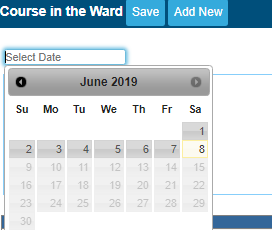 Course in the Ward Save Add New
Select Date
June 2019
Su Mo Tu We Th Fr Sa
1
2 3 4 5 6 7 8
9 10 11 12 13 14 15
16 17 18 19 20 21 22
23 24 25 26 27 28 29
30